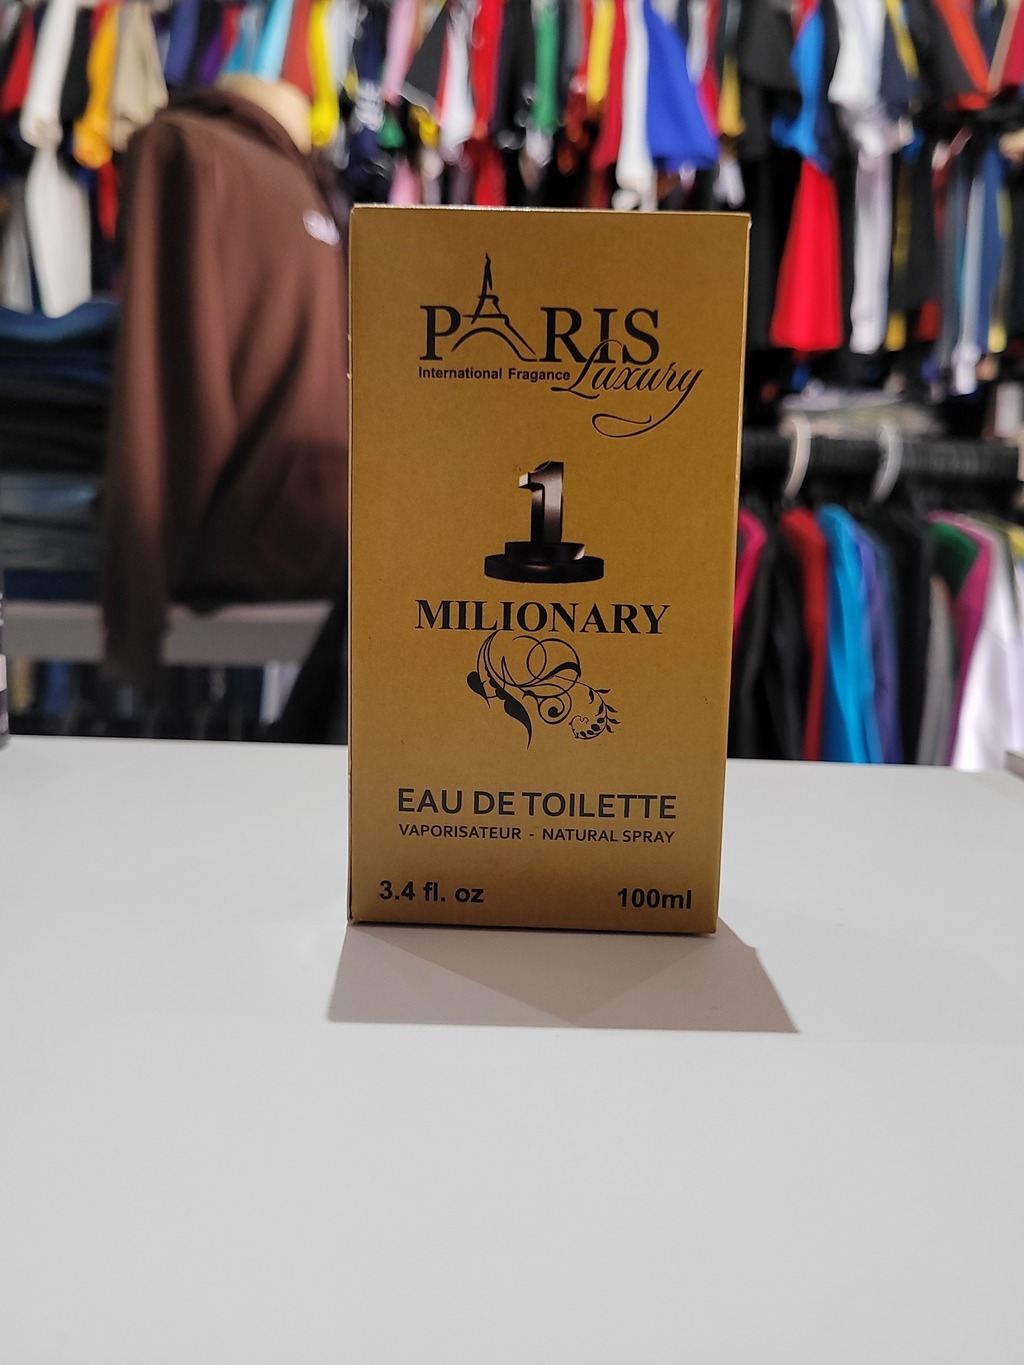 PARIS
International Fragance Luxury
1
MILIONARY
EAU DE TOILETTE
VAPORISATEUR - NATURAL SPRAY
3.4 fl. oz 100ml